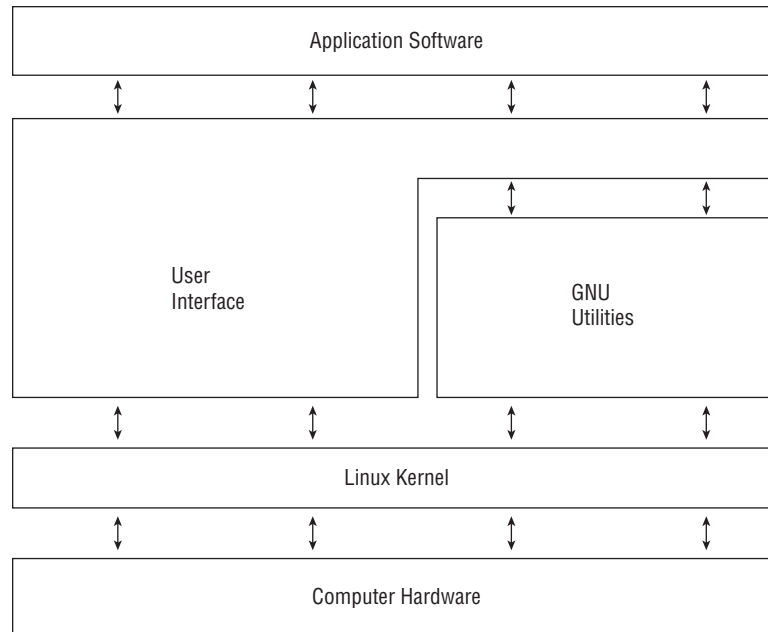 Application Software
User
Interface
GNU
Utilities
Linux Kernel
Computer Hardware